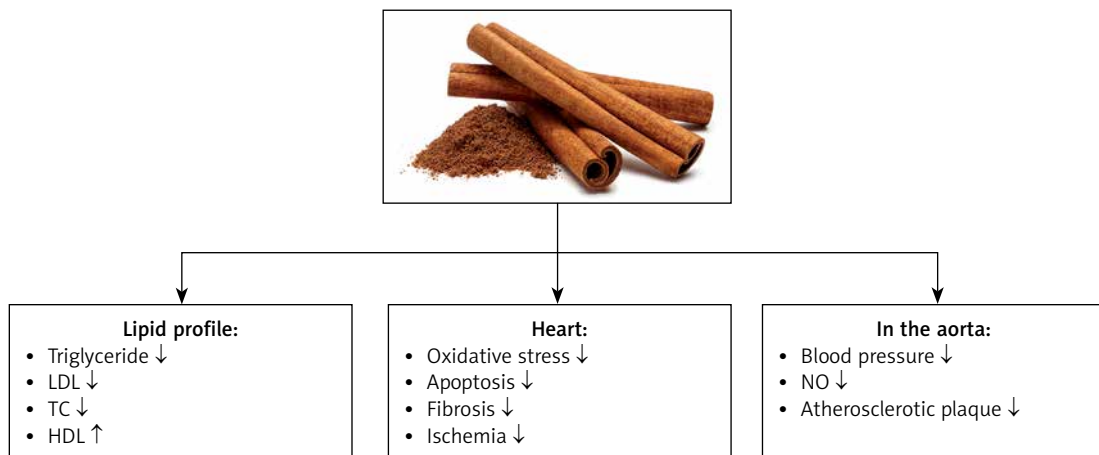 Lipid profile:
• Triglyceride ↓
• LDL ↓
• TC ↓
• HDL ↑
Heart:
• Oxidative stress ↓
• Apoptosis ↓
• Fibrosis ↓
• Ischemia ↓
In the aorta:
• Blood pressure ↓
• NO ↓
• Atherosclerotic plaque ↓